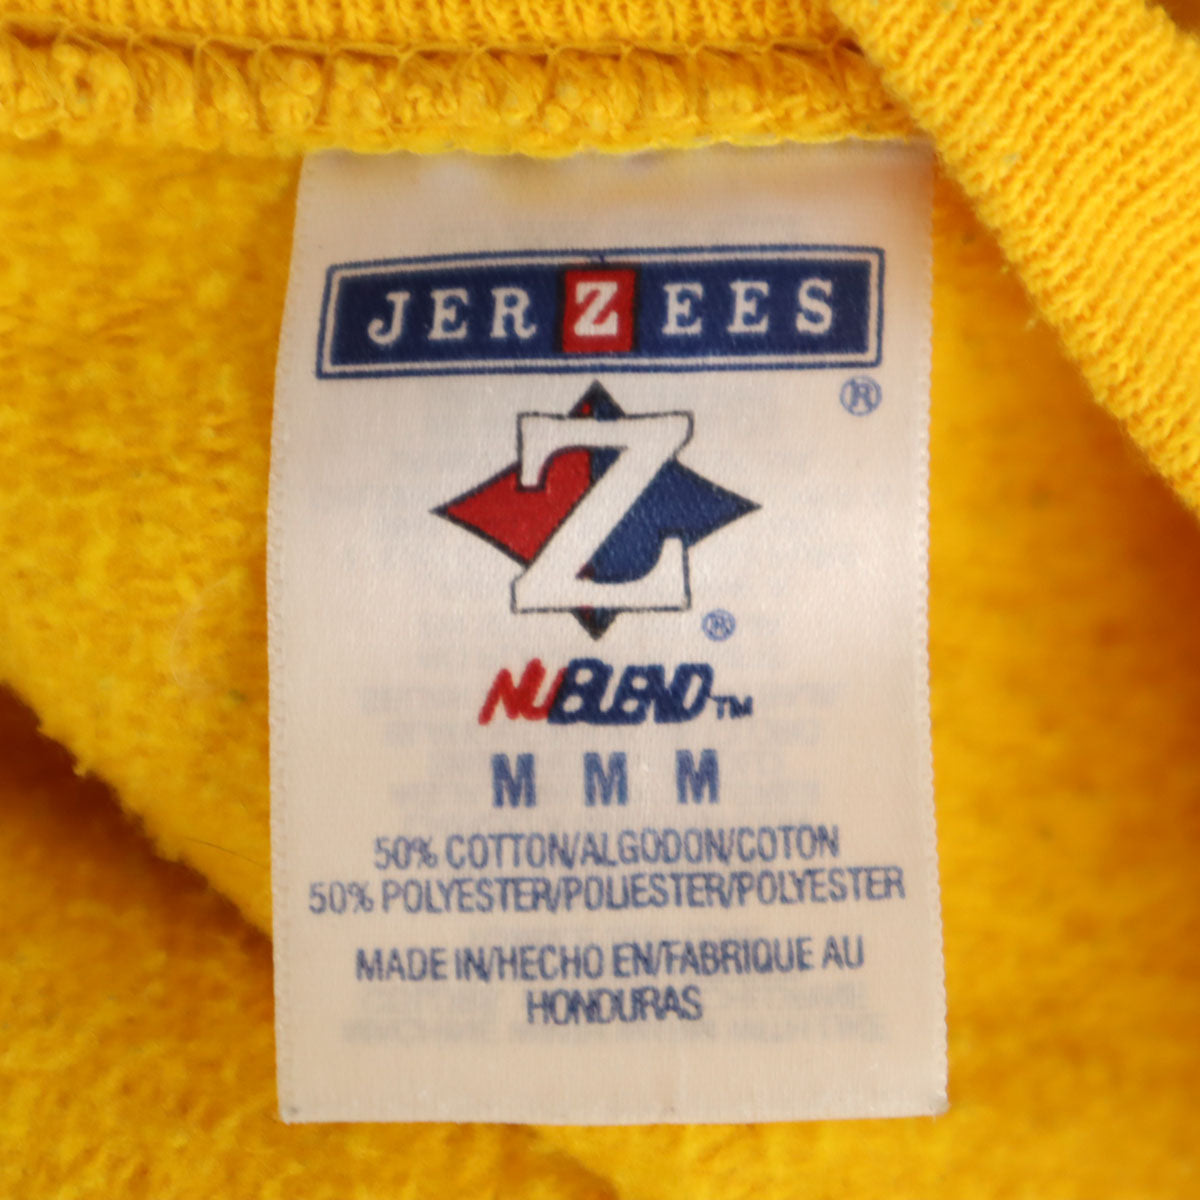 JERZEES
®
Z
®
NUBLEND™
M M M
50% COTTON/ALGODON/COTON
50% POLYESTER/POLIESTER/POLYESTER
MADE IN/HECHO EN/FABRIQUE AU
HONDURAS